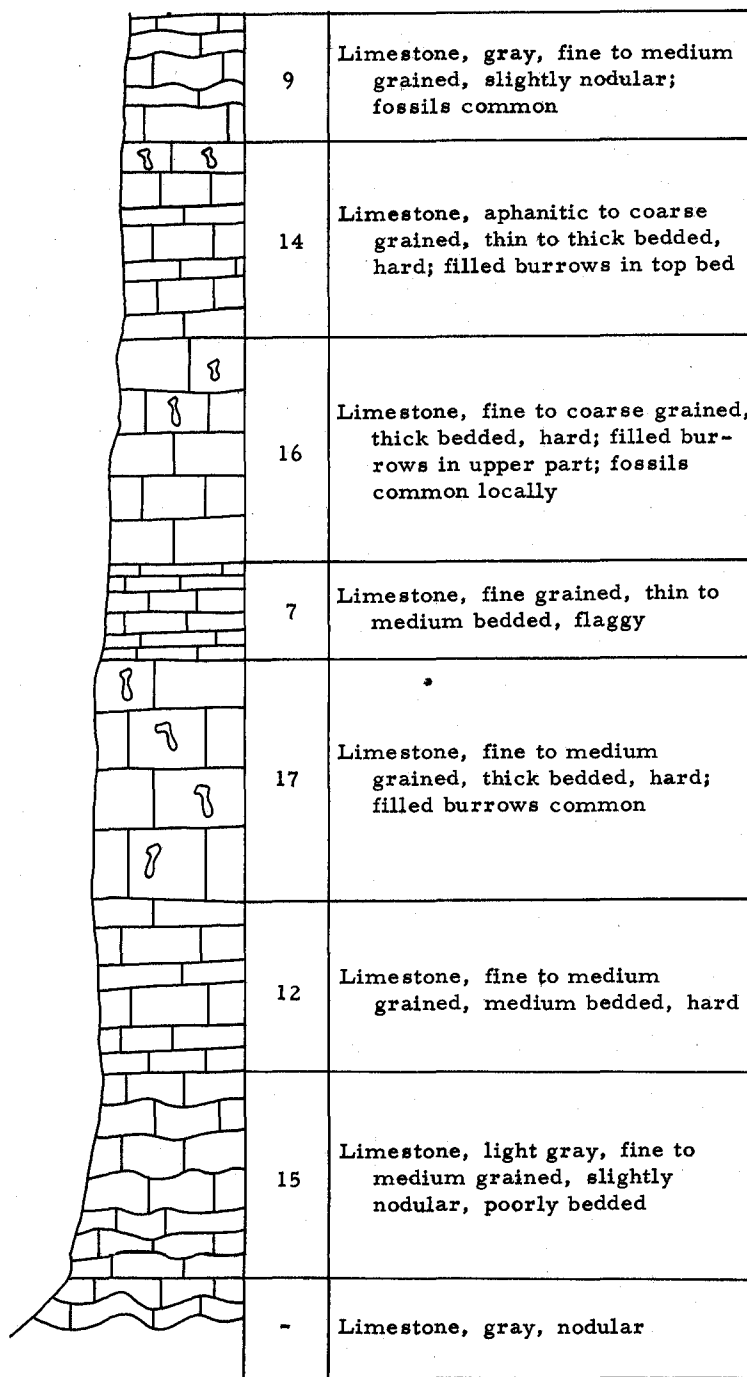 9
Limestone, gray, fine to medium
grained, slightly nodular;
fossils common
14
Limestone, aphanitic to coarse
grained, thin to thick bedded,
hard; filled burrows in top bed
16
Limestone, fine to coarse grained,
thick bedded, hard; filled bur-
rows in upper part; fossils
common locally
7
Limestone, fine grained, thin to
medium bedded, flaggy
17
Limestone, fine to medium
grained, thick bedded, hard;
filled burrows common
12
Limestone, fine to medium
grained, medium bedded, hard
15
Limestone, light gray, fine to
medium grained, slightly
nodular, poorly bedded
-
Limestone, gray, nodular